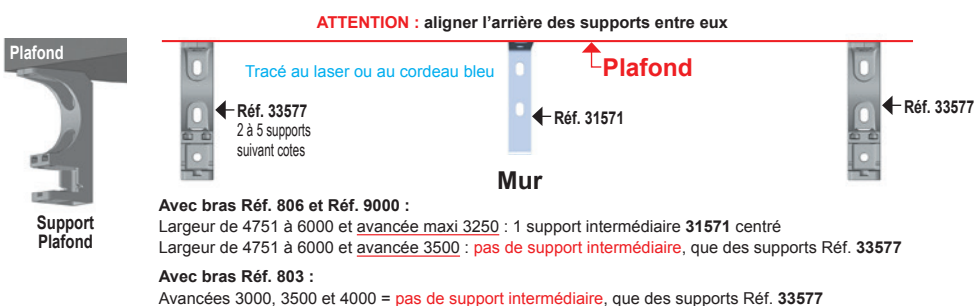 ATTENTION : aligner l'arrière des supports entre eux
Plafond
Tracé au laser ou au cordeau bleu
Plafond
Réf. 33577
2 à 5 supports
suivant cotes
Réf. 31571
Réf. 33577
Mur
Support
Plafond
Avec bras Réf. 806 et Réf. 9000 :
Largeur de 4751 à 6000 et avancée maxi 3250 : 1 support intermédiaire 31571 centré
Largeur de 4751 à 6000 et avancée 3500 : pas de support intermédiaire, que des supports Réf. 33577
Avec bras Réf. 803 :
Avancées 3000, 3500 et 4000 = pas de support intermédiaire, que des supports Réf. 33577